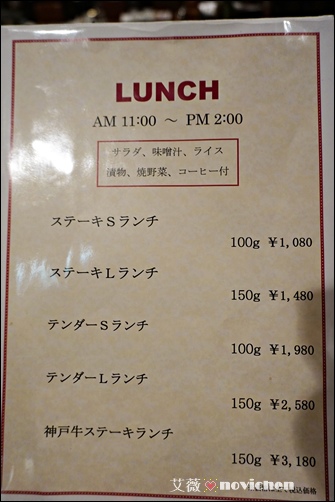 LUNCH
AM 11:00 ～ PM 2:00
サラダ、味噌汁、ライス
漬物、焼野菜、コーヒー付
ステーキＳランチ
100g ￥1,080
ステーキＬランチ
150g ￥1,480
テンダーＳランチ
100g ￥1,980
テンダーＬランチ
150g ￥2,580
神戸牛ステーキランチ
150g ￥3,180
税込価格
艾薇♡novichen